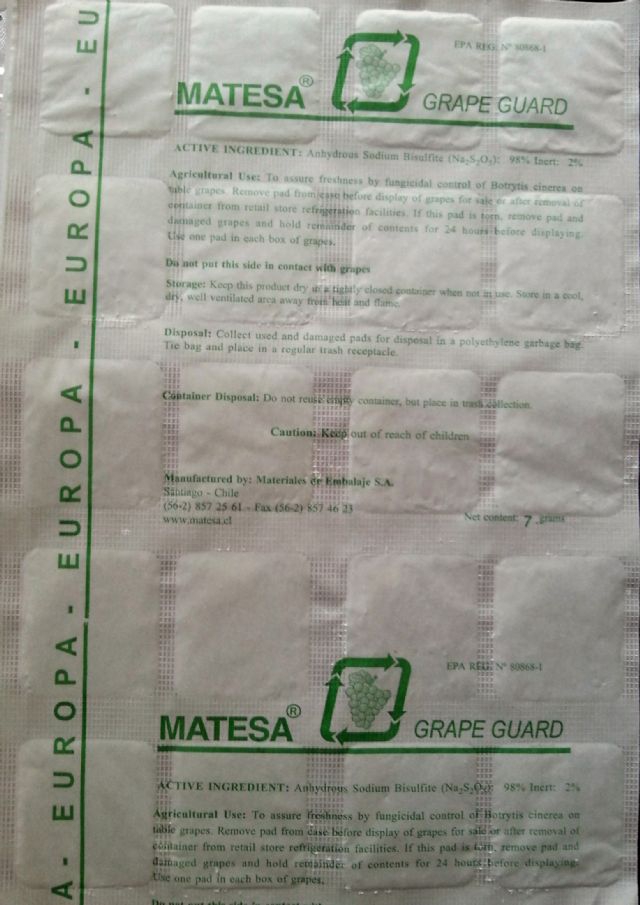 EUROPA - EUROPA - EUROPA - EUROPA - EU
EPA REG. N° 80868-1
MATESA® GRAPE GUARD
ACTIVE INGREDIENT: Anhydrous Sodium Bisulfite (Na₂S₂O₅): 98% Inert: 2%
Agricultural Use: To assure freshness by fungicidal control of Botrytis cinerea on
table grapes. Remove pad from case before display of grapes for sale or after removal of
container from retail store refrigeration facilities. If this pad is torn, remove pad and
damaged grapes and hold remainder of contents for 24 hours before displaying.
Use one pad in each box of grapes.
Do not put this side in contact with grapes
Storage: Keep this product dry in a tightly closed container when not in use. Store in a cool,
dry, well ventilated area away from heat and flame.
Disposal: Collect used and damaged pads for disposal in a polyethylene garbage bag.
Tie bag and place in a regular trash receptacle.
Container Disposal: Do not reuse empty container, but place in trash collection.
Caution: Keep out of reach of children
Manufactured by: Materiales de Embalaje S.A.
Santiago - Chile
(56-2) 857 25 61 - Fax (56-2) 857 46 23
www.matesa.cl
Net content: 7 .grams
EPA REG. N° 80868-1
MATESA® GRAPE GUARD
ACTIVE INGREDIENT: Anhydrous Sodium Bisulfite (Na₂S₂O₅): 98% Inert: 2%
Agricultural Use: To assure freshness by fungicidal control of Botrytis cinerea on
table grapes. Remove pad from case before display of grapes for sale or after removal of
container from retail store refrigeration facilities. If this pad is torn, remove pad and
damaged grapes and hold remainder of contents for 24 hours before displaying.
Use one pad in each box of grapes.